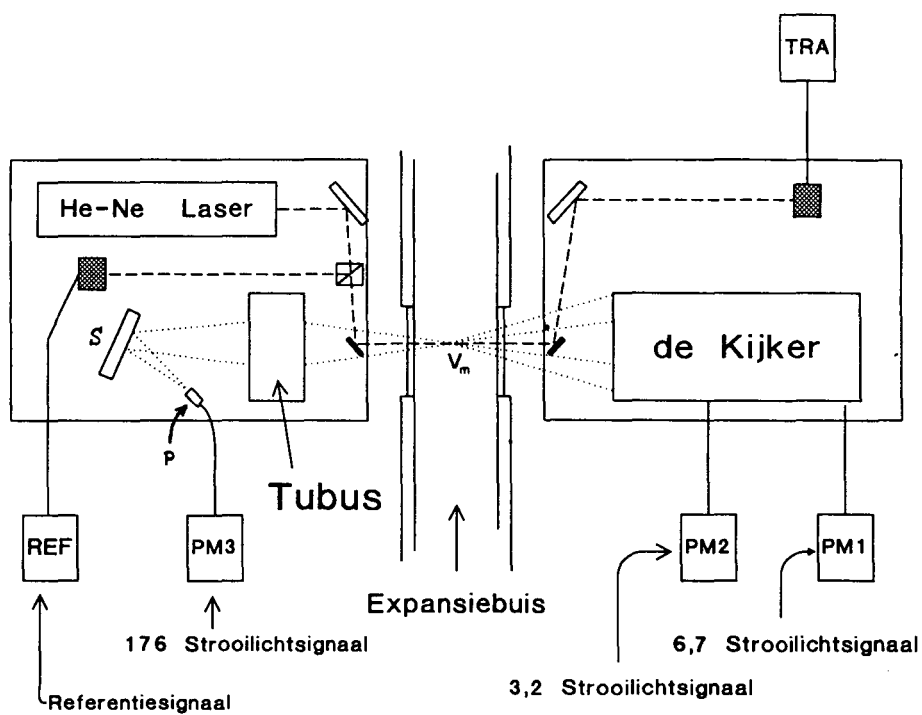 TRA
He-Ne Laser
S
de Kijker
Vm
P
Tubus
REF
PM3
PM2
PM1
Expansiebuis
176 Strooilichtsignaal
6,7 Strooilichtsignaal
3,2 Strooilichtsignaal
Referentiesignaal